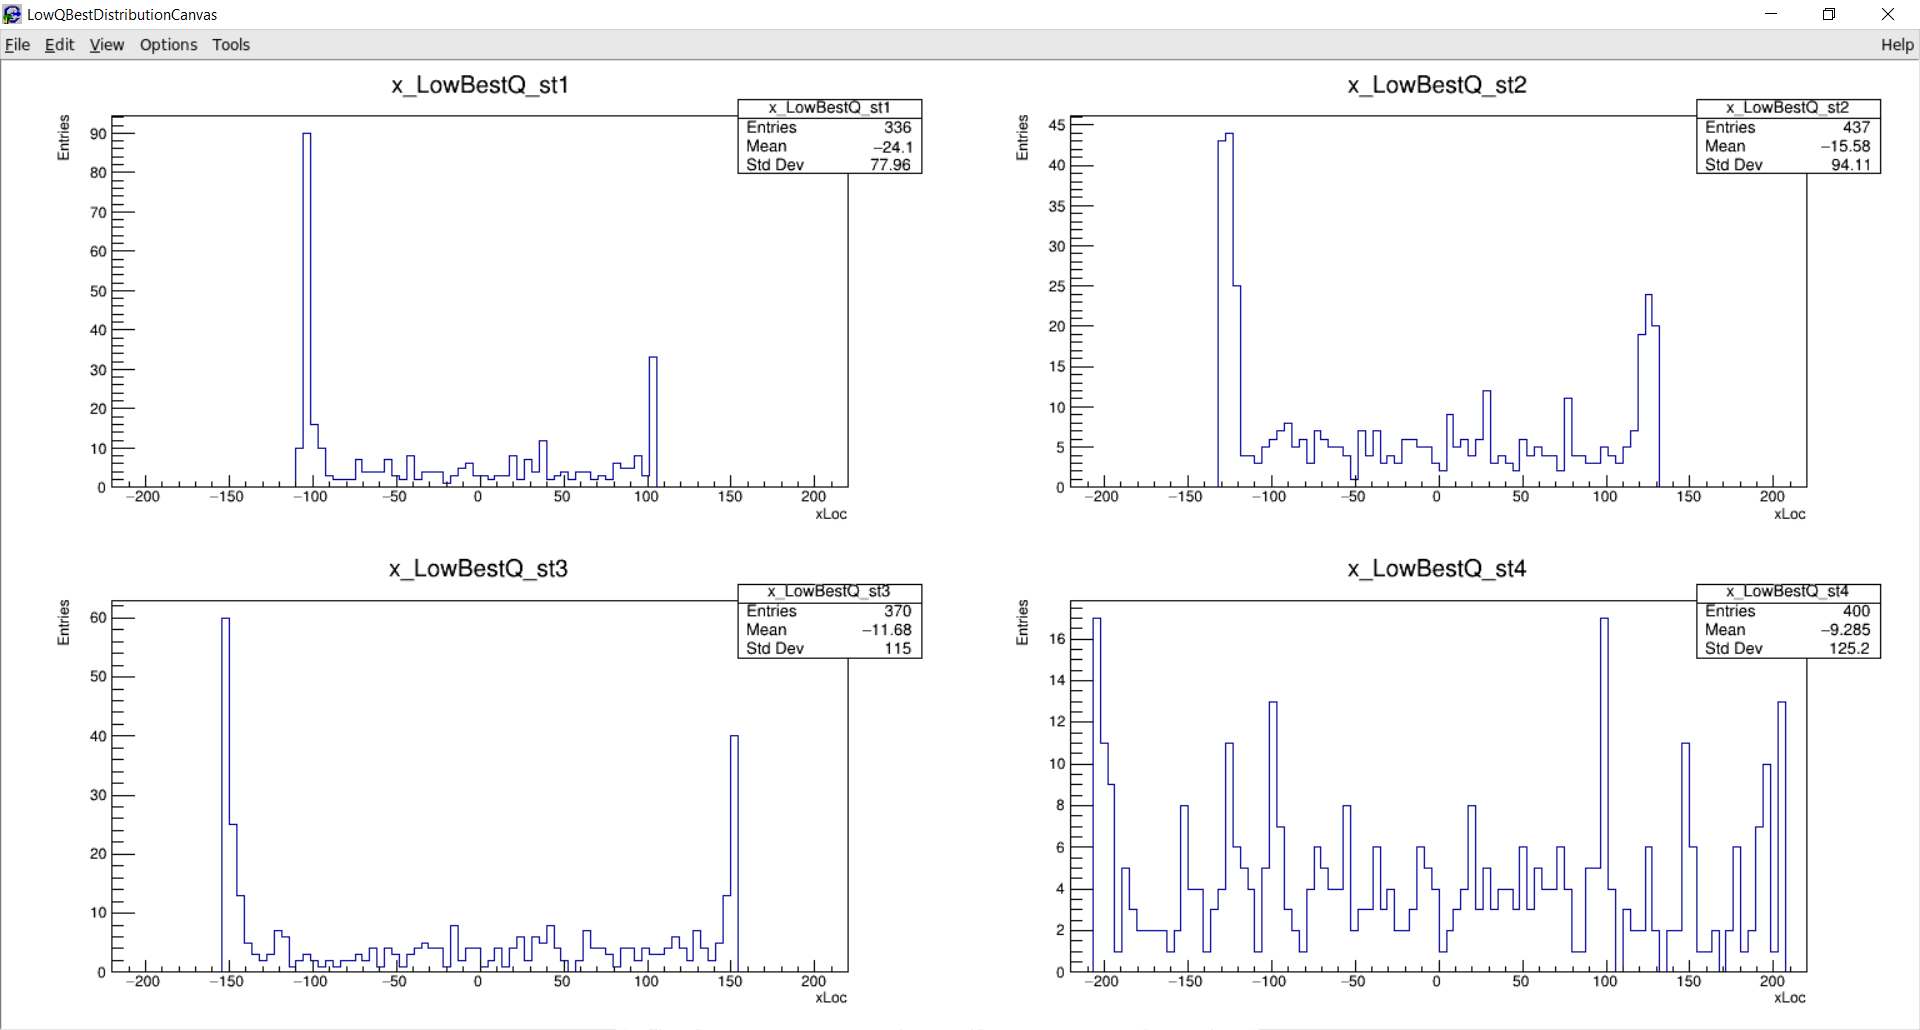 LowQBestDistributionCanvas
File Edit View Options Tools Help
x_LowBestQ_st1
Entries
x_LowBestQ_st1
Entries 336
Mean −24.1
Std Dev 77.96
90
80
70
60
50
40
30
20
10
0
−200 −150 −100 −50 0 50 100 150 200
xLoc
x_LowBestQ_st2
Entries
x_LowBestQ_st2
Entries 437
Mean −15.58
Std Dev 94.11
45
40
35
30
25
20
15
10
5
0
−200 −150 −100 −50 0 50 100 150 200
xLoc
x_LowBestQ_st3
Entries
x_LowBestQ_st3
Entries 370
Mean −11.68
Std Dev 115
60
50
40
30
20
10
0
−200 −150 −100 −50 0 50 100 150 200
xLoc
x_LowBestQ_st4
Entries
x_LowBestQ_st4
Entries 400
Mean −9.285
Std Dev 125.2
16
14
12
10
8
6
4
2
0
−200 −150 −100 −50 0 50 100 150 200
xLoc